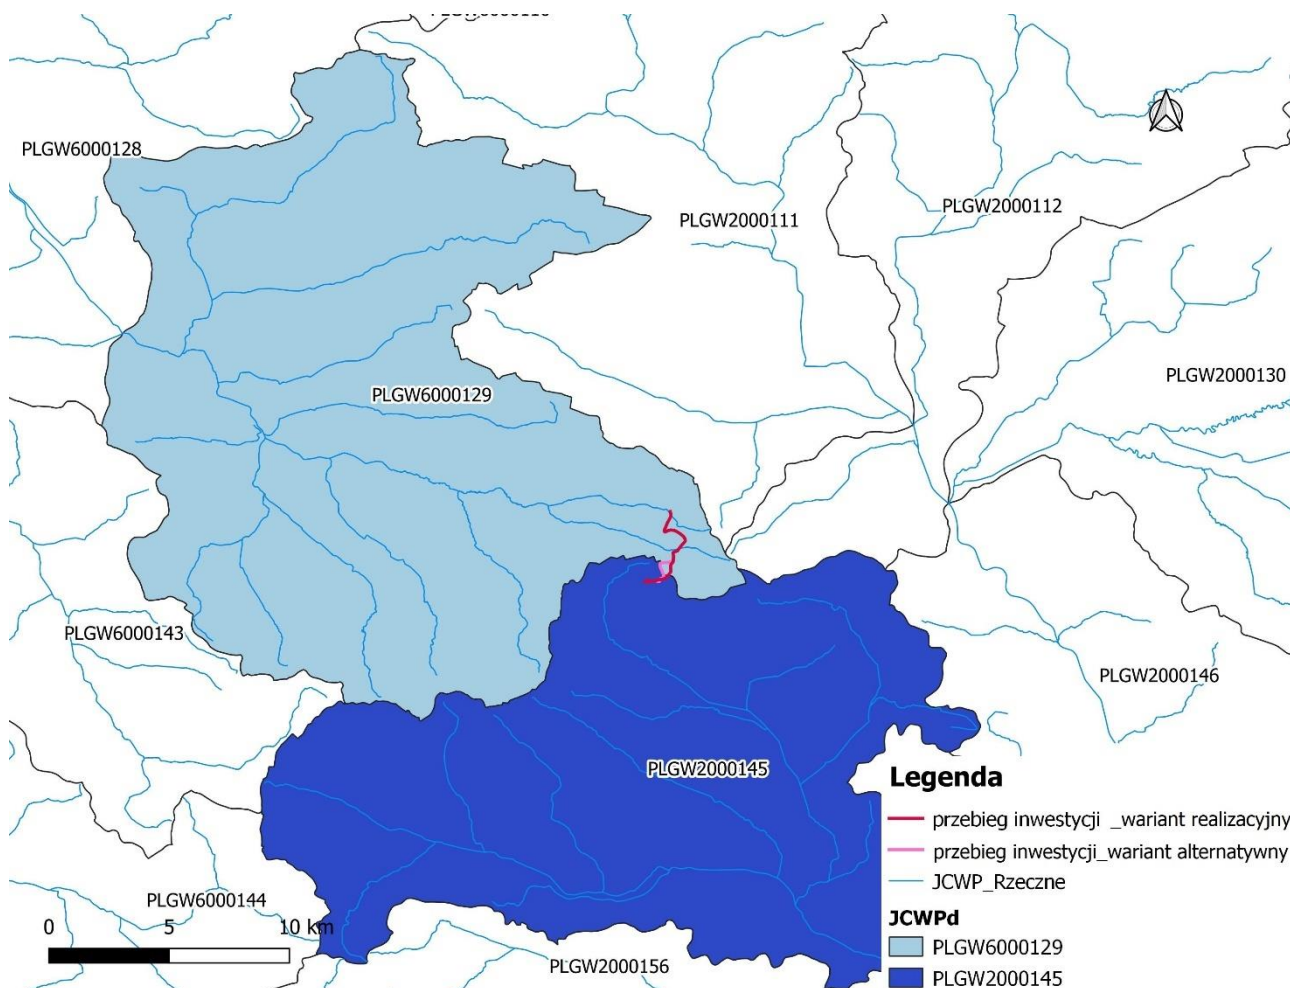 PLGW6000128
PLGW2000111
PLGW2000112
PLGW2000130
PLGW6000129
PLGW6000143
PLGW2000146
PLGW2000145
PLGW6000144
PLGW2000156
0 5 10 km
Legenda
przebieg inwestycji _wariant realizacyjny
przebieg inwestycji_wariant alternatywny
JCWP_Rzeczne
JCWPd
PLGW6000129
PLGW2000145